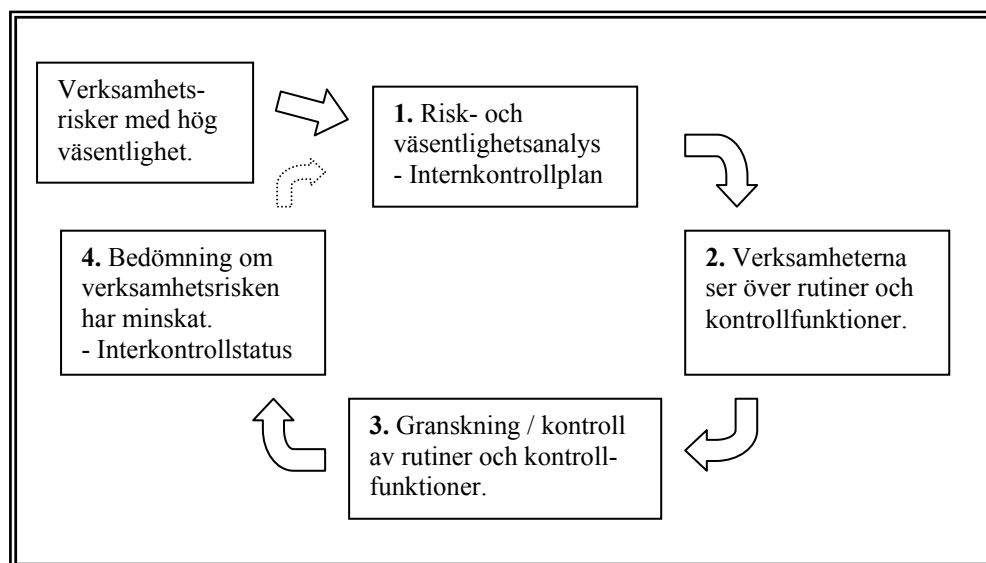 Verksamhets-
risker med hög
väsentlighet.
1. Risk- och
väsentlighetsanalys
- Internkontrollplan
2. Verksamheterna
ser över rutiner och
kontrollfunktioner.
3. Granskning / kontroll
av rutiner och kontroll-
funktioner.
4. Bedömning om
verksamhetsrisken
har minskat.
- Interkontrollstatus